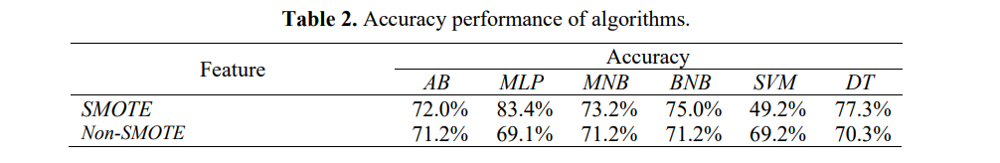 Table 2. Accuracy performance of algorithms.
Feature Accuracy
AB MLP MNB BNB SVM DT
SMOTE 72.0% 83.4% 73.2% 75.0% 49.2% 77.3%
Non-SMOTE 71.2% 69.1% 71.2% 71.2% 69.2% 70.3%